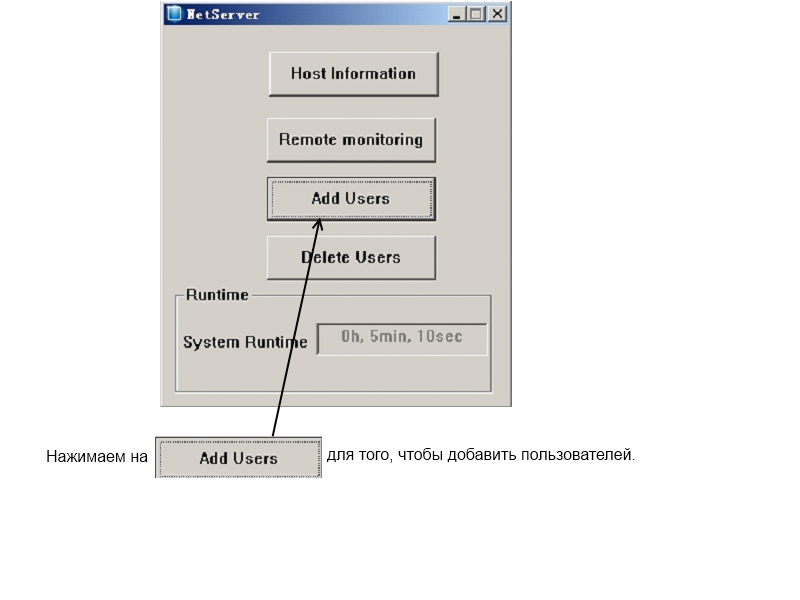 NetServer
Host Information
Remote monitoring
Add Users
Delete Users
Runtime
System Runtime 0h, 5min, 10sec
Нажимаем на Add Users для того, чтобы добавить пользователей.